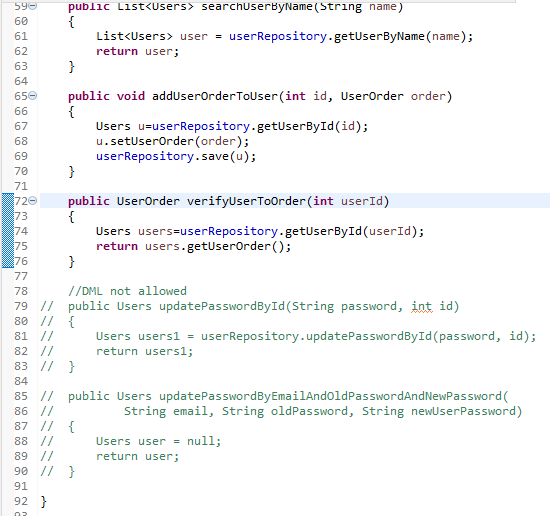 59 public List<Users> searchUserByName(String name)
60 {
61 List<Users> user = userRepository.getUserByName(name);
62 return user;
63 }
64
65 public void addUserOrderToUser(int id, UserOrder order)
66 {
67 Users u=userRepository.getUserById(id);
68 u.setUserOrder(order);
69 userRepository.save(u);
70 }
71
72 public UserOrder verifyUserToOrder(int userId)
73 {
74 Users users=userRepository.getUserById(userId);
75 return users.getUserOrder();
76 }
77
78 //DML not allowed
79 // public Users updatePasswordById(String password, int id)
80 // {
81 // Users users1 = userRepository.updatePasswordById(password, id);
82 // return users1;
83 // }
84
85 // public Users updatePasswordByEmailAndOldPasswordAndNewPassword(
86 // String email, String oldPassword, String newUserPassword)
87 // {
88 // Users user = null;
89 // return user;
90 // }
91
92 }
93